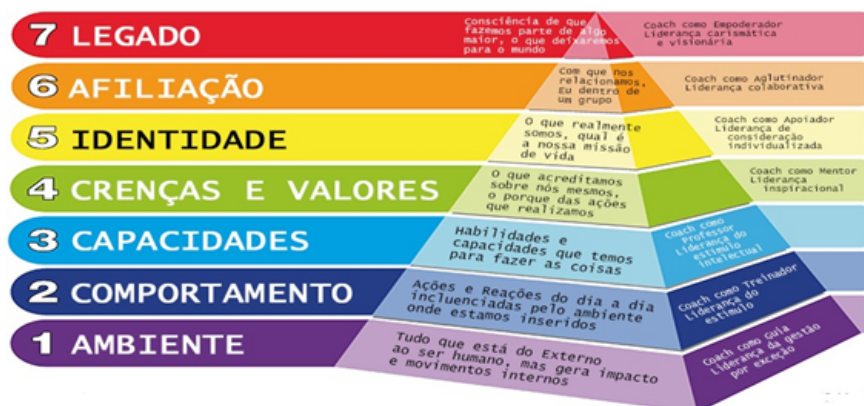 7 LEGADO
Consciência de que
fazemos parte de algo
maior, o que deixaremos
para o mundo
Coach como Empoderador
Liderança carismática
e visionária
6 AFILIAÇÃO
Com que nos
relacionamos,
Eu dentro de
um grupo
Coach como Aglutinador
Liderança colaborativa
5 IDENTIDADE
O que realmente
somos, qual é
a nossa missão
de vida
Coach como Apoiador
Liderança de
consideração
individualizada
4 CRENÇAS E VALORES
O que acreditamos
sobre nós mesmos,
o porque das ações
que realizamos
Coach como Mentor
Liderança
inspiracional
3 CAPACIDADES
Habilidades e
capacidades que temos
para fazer as coisas
Coach como
Professor
Liderança do
estímulo
intelectual
2 COMPORTAMENTO
Ações e Reações do dia a dia
influenciadas pelo ambiente
onde estamos inseridos
Coach como Treinador
Liderança do
estímulo
1 AMBIENTE
Tudo que está do Externo
ao ser humano, mas gera impacto
e movimentos internos
Coach como Guia
Liderança da gestão
por exceção